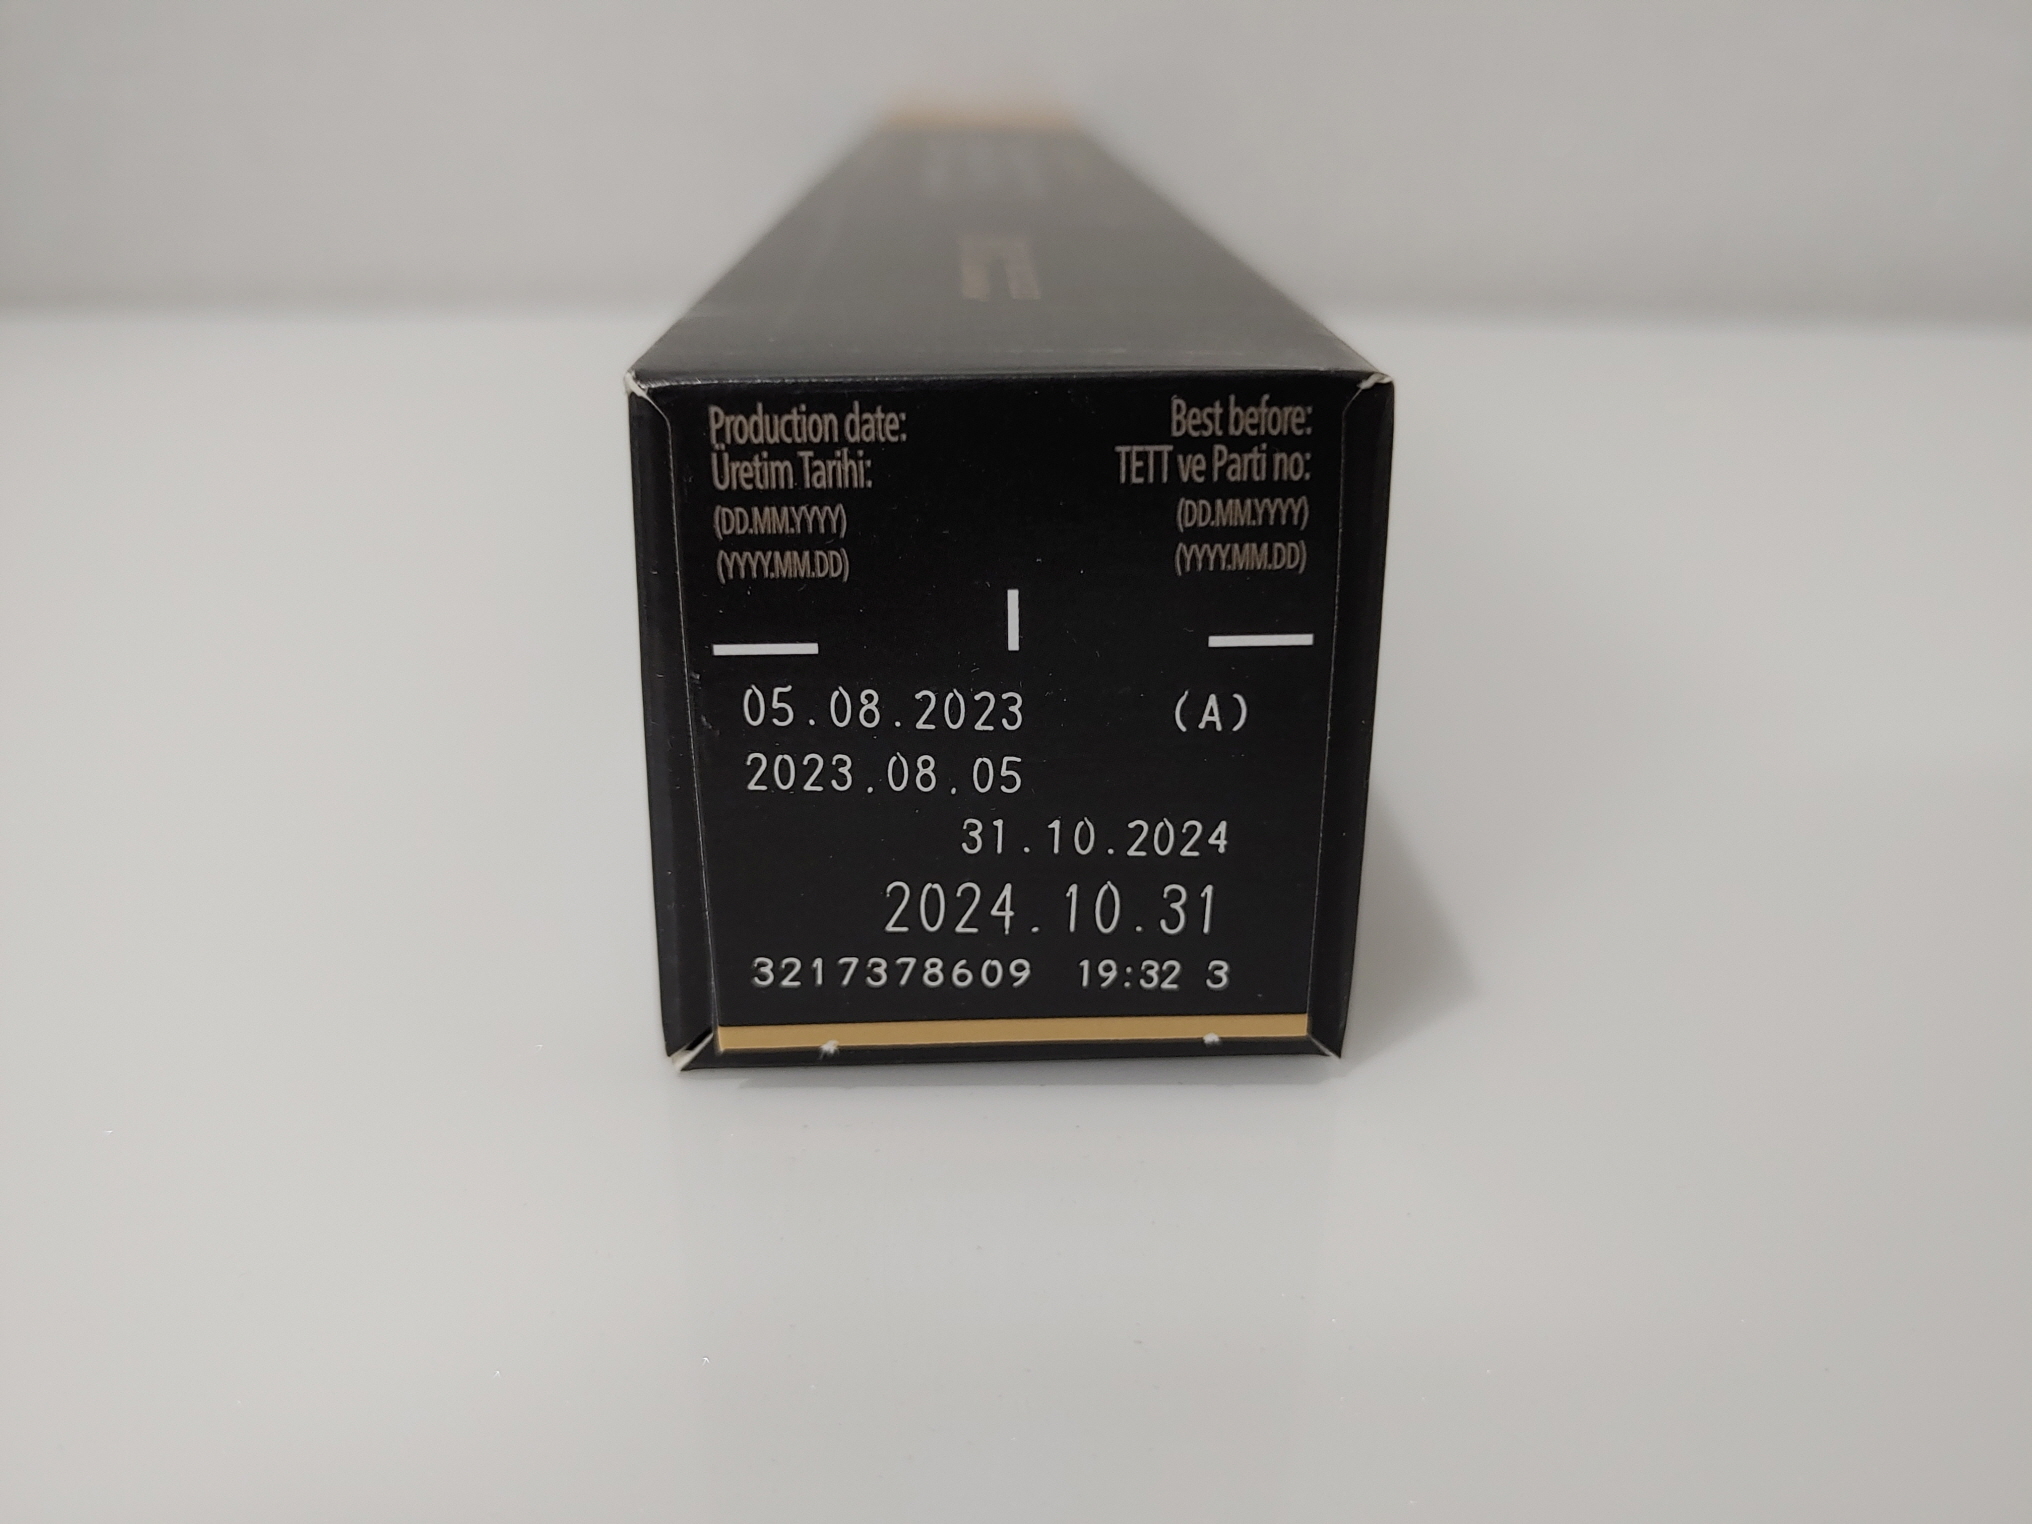 Production date:
Üretim Tarihi:
(DD.MM.YYYY)
(YYYY.MM.DD)
Best before:
TETT ve Parti no:
(DD.MM.YYYY)
(YYYY.MM.DD)
05.08.2023 (A)
2023.08.05
31.10.2024
2024.10.31
3217378609 19:32 3